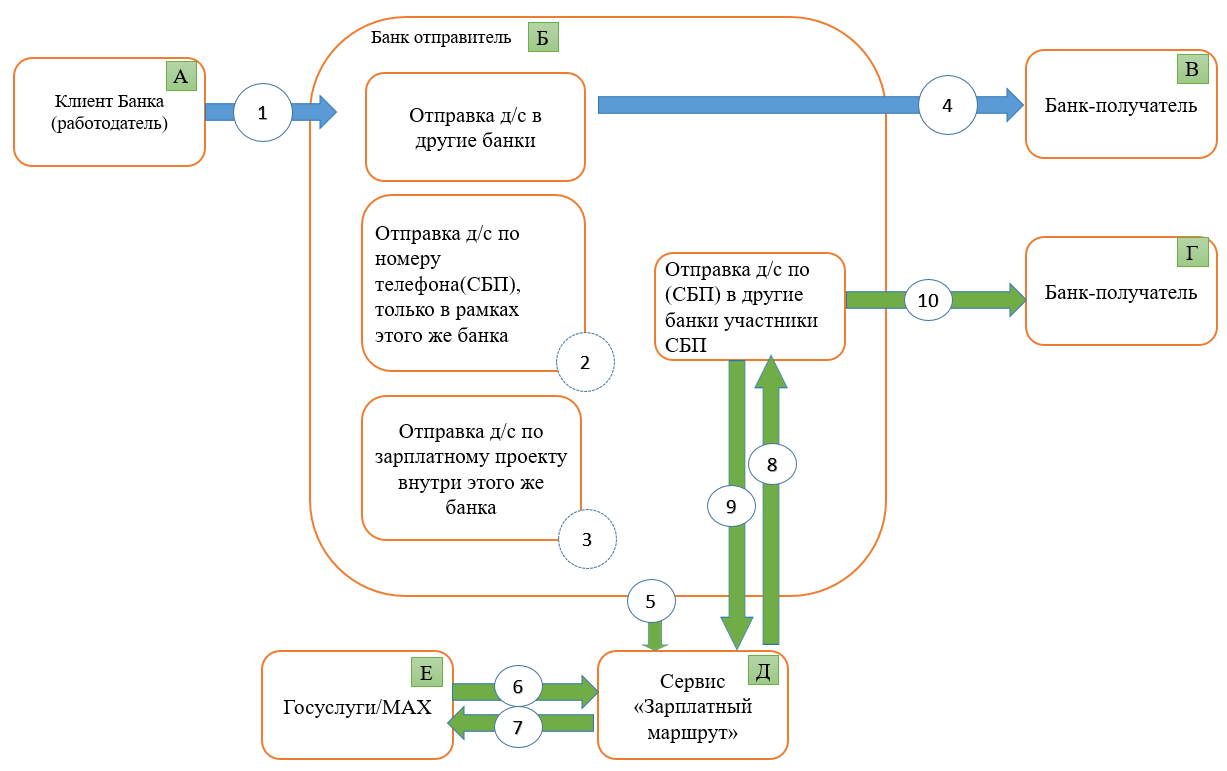 Банк отправитель
Б
А
Клиент Банка
(работодатель)
1
Отправка д/с в
другие банки
4
В
Банк-получатель
Отправка д/с по
номеру
телефона(СБП),
только в рамках
этого же банка
2
Отправка д/с по
(СБП) в другие
банки участники
СБП
10
Г
Банк-получатель
Отправка д/с по
зарплатному проекту
внутри этого же
банка
3
8
9
5
Е
Госуслуги/MAX
6
7
Д
Сервис
«Зарплатный
маршрут»